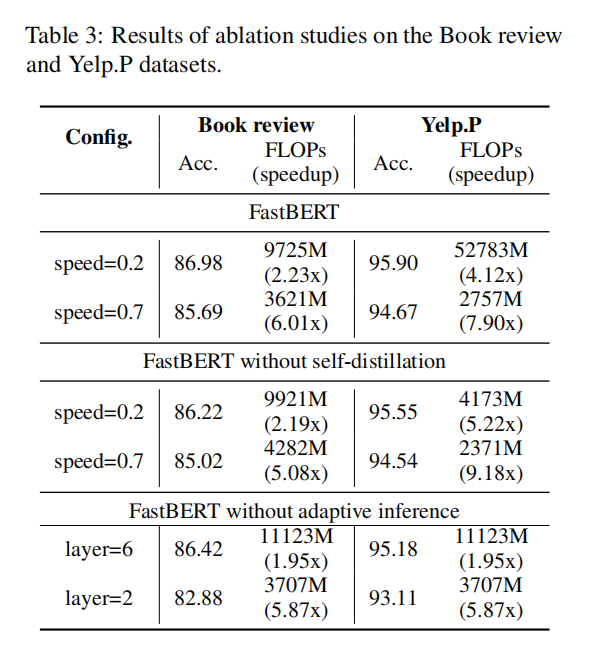 Table 3: Results of ablation studies on the Book review
and Yelp.P datasets.
Config. Book review Yelp.P
Acc. FLOPs (speedup) Acc. FLOPs (speedup)
FastBERT
speed=0.2 86.98 9725M (2.23x) 95.90 52783M (4.12x)
speed=0.7 85.69 3621M (6.01x) 94.67 2757M (7.90x)
FastBERT without self-distillation
speed=0.2 86.22 9921M (2.19x) 95.55 4173M (5.22x)
speed=0.7 85.02 4282M (5.08x) 94.54 2371M (9.18x)
FastBERT without adaptive inference
layer=6 86.42 11123M (1.95x) 95.18 11123M (1.95x)
layer=2 82.88 3707M (5.87x) 93.11 3707M (5.87x)